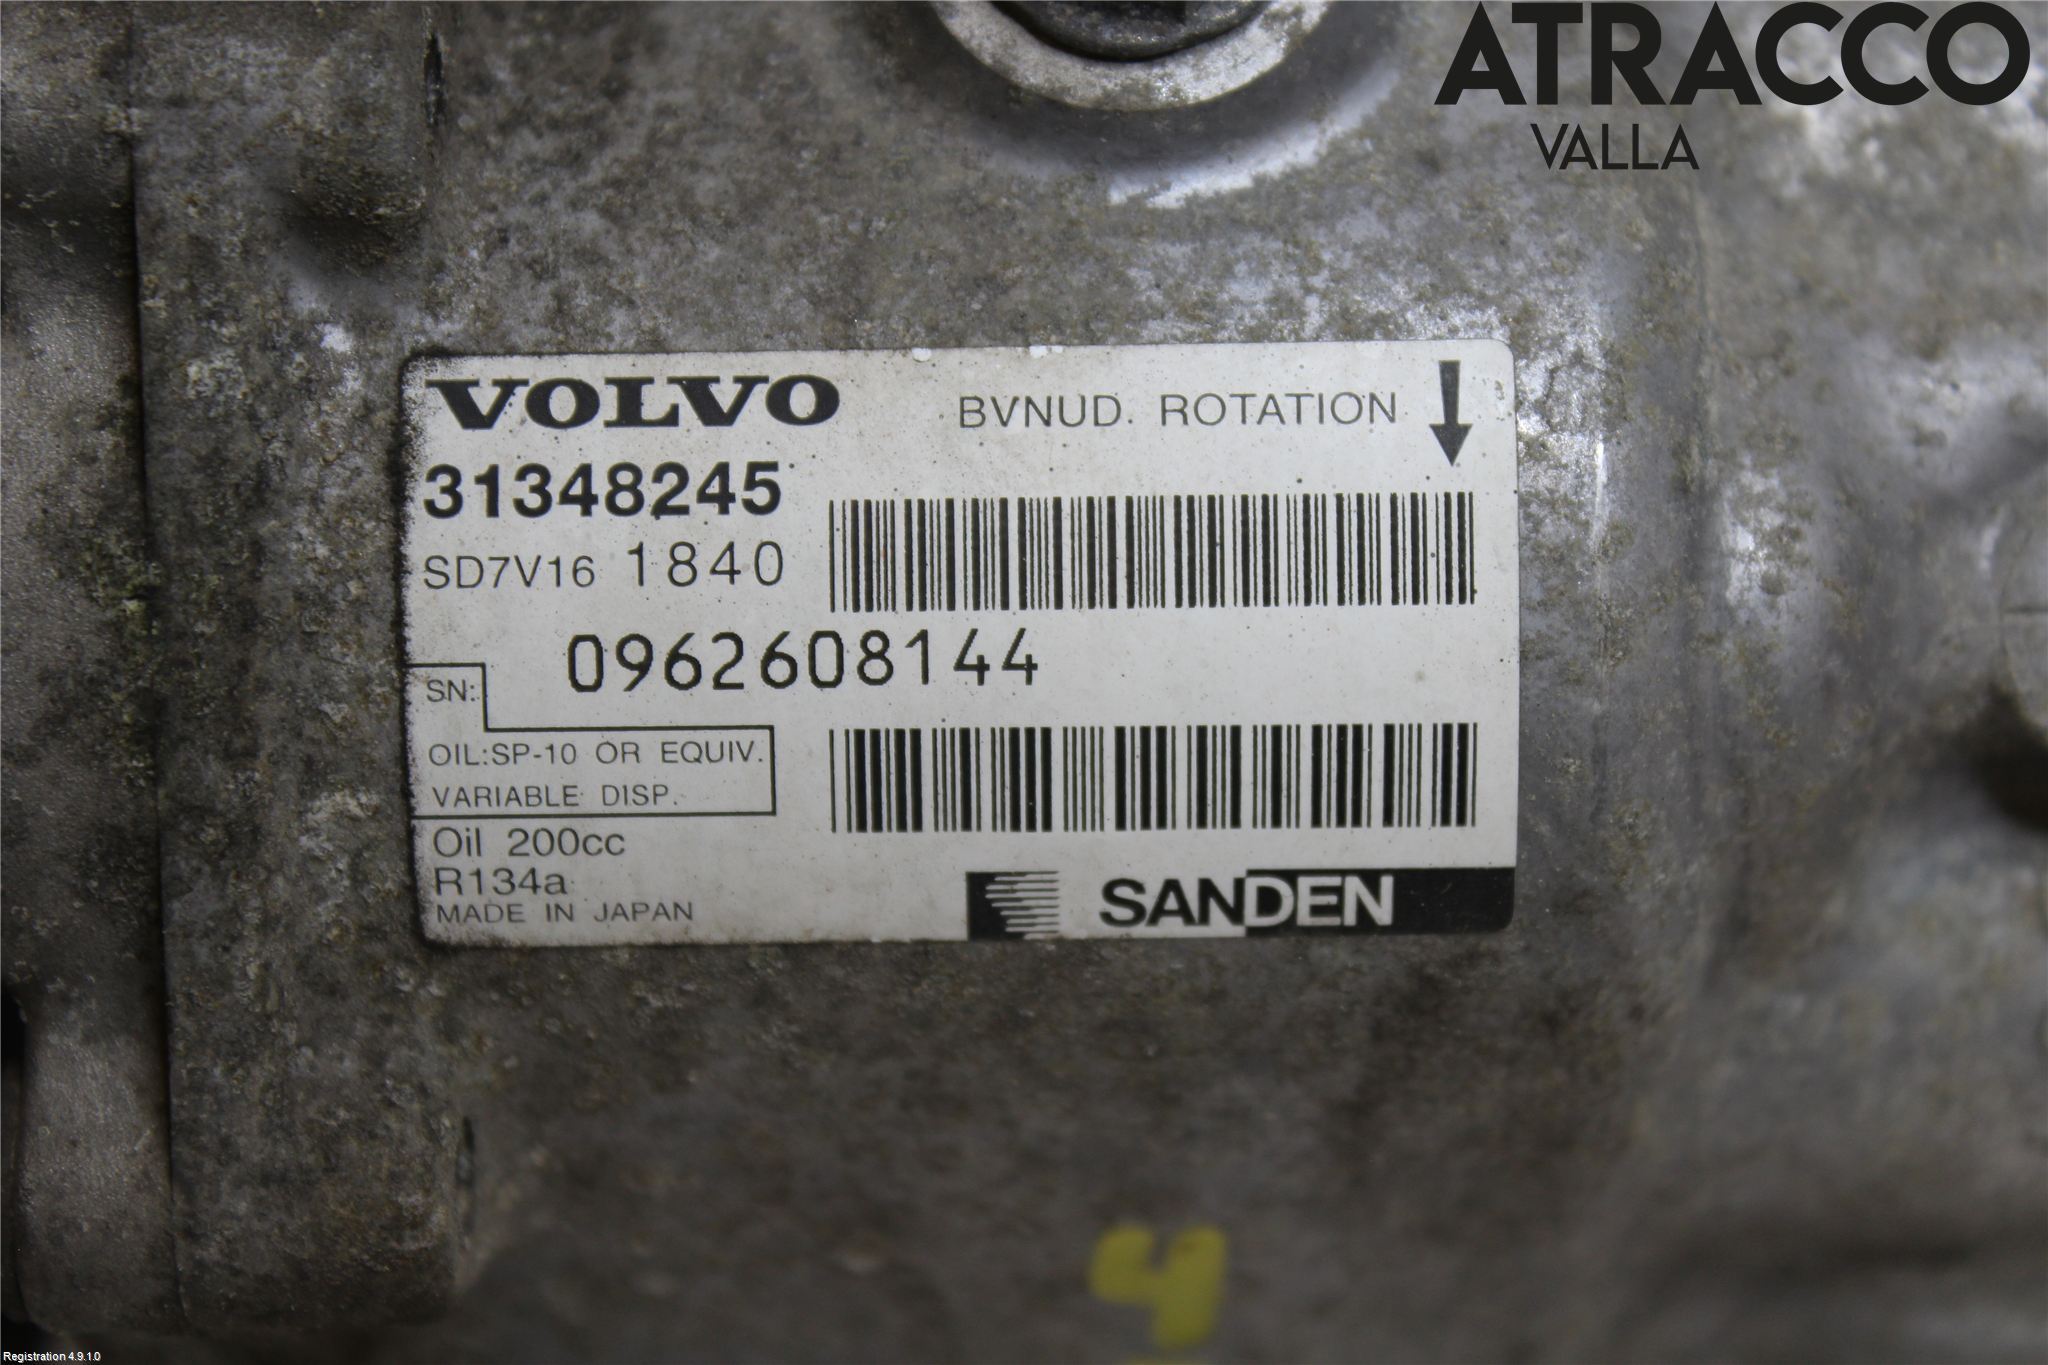 ATRACCO
VALLA
VOLVO BVNUD. ROTATION
31348245
SD7V16 1840
0962608144
SN:
OIL:SP-10 OR EQUIV.
VARIABLE DISP.
Oil 200cc
R134a
MADE IN JAPAN
SANDEN
4
Registration 4.9.1.0